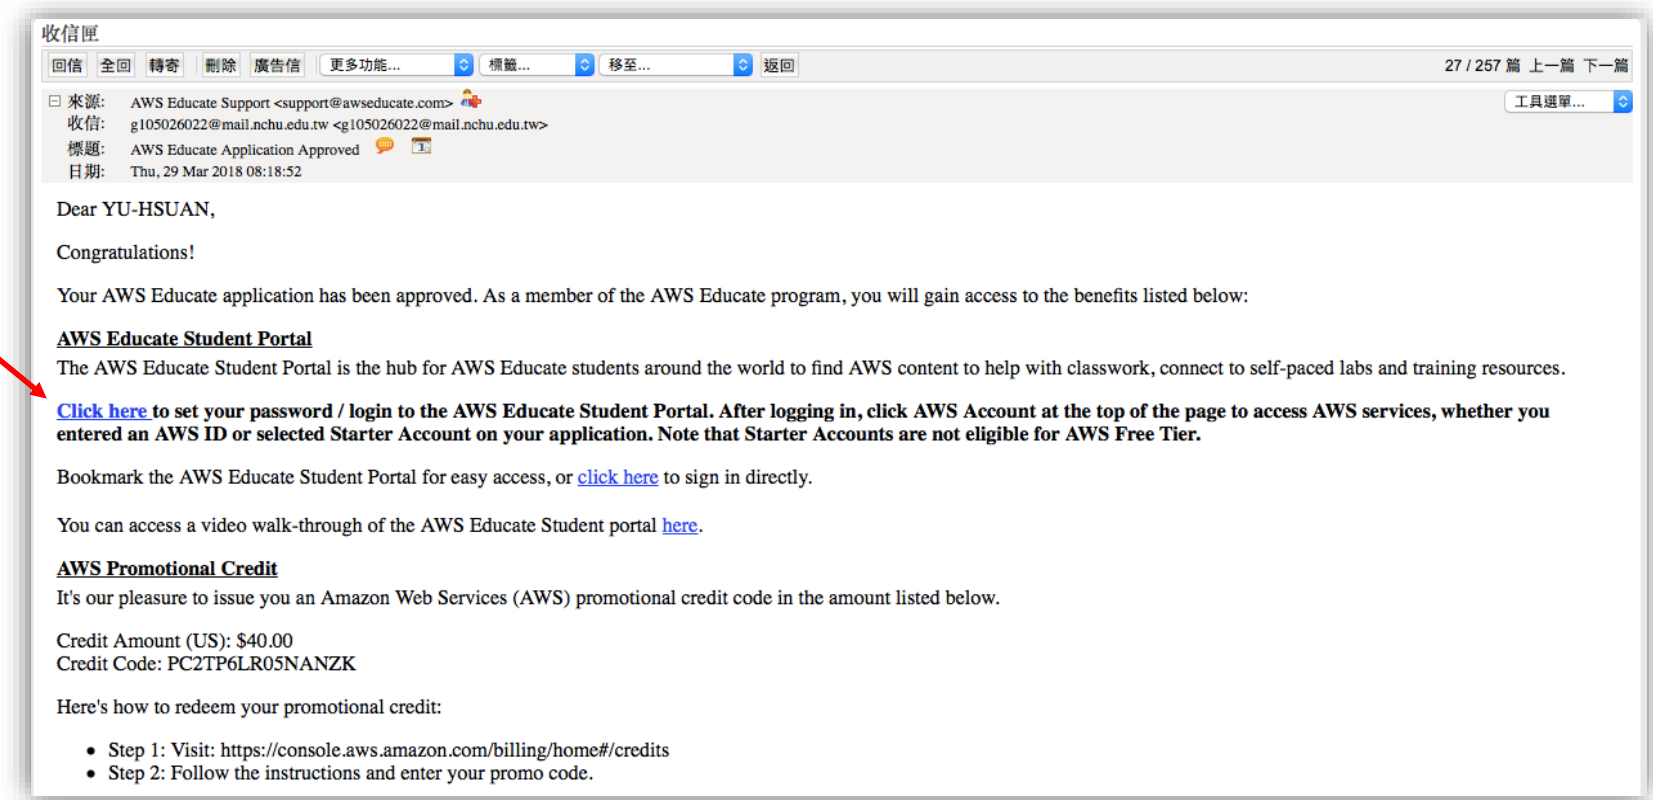 收信匣
回信 全回 轉寄 刪除 廣告信 更多功能... 標籤... 移至... 返回 27 / 257 篇 上一篇 下一篇
來源: AWS Educate Support <support@awseducate.com> 工具選單...
收信: g105026022@mail.nchu.edu.tw <g105026022@mail.nchu.edu.tw>
標題: AWS Educate Application Approved
日期: Thu, 29 Mar 2018 08:18:52
Dear YU-HSUAN,
Congratulations!
Your AWS Educate application has been approved. As a member of the AWS Educate program, you will gain access to the benefits listed below:
AWS Educate Student Portal
The AWS Educate Student Portal is the hub for AWS Educate students around the world to find AWS content to help with classwork, connect to self-paced labs and training resources.
Click here to set your password / login to the AWS Educate Student Portal. After logging in, click AWS Account at the top of the page to access AWS services, whether you
entered an AWS ID or selected Starter Account on your application. Note that Starter Accounts are not eligible for AWS Free Tier.
Bookmark the AWS Educate Student Portal for easy access, or click here to sign in directly.
You can access a video walk-through of the AWS Educate Student portal here.
AWS Promotional Credit
It's our pleasure to issue you an Amazon Web Services (AWS) promotional credit code in the amount listed below.
Credit Amount (US): $40.00
Credit Code: PC2TP6LR05NANZK
Here's how to redeem your promotional credit:
• Step 1: Visit: https://console.aws.amazon.com/billing/home#/credits
• Step 2: Follow the instructions and enter your promo code.